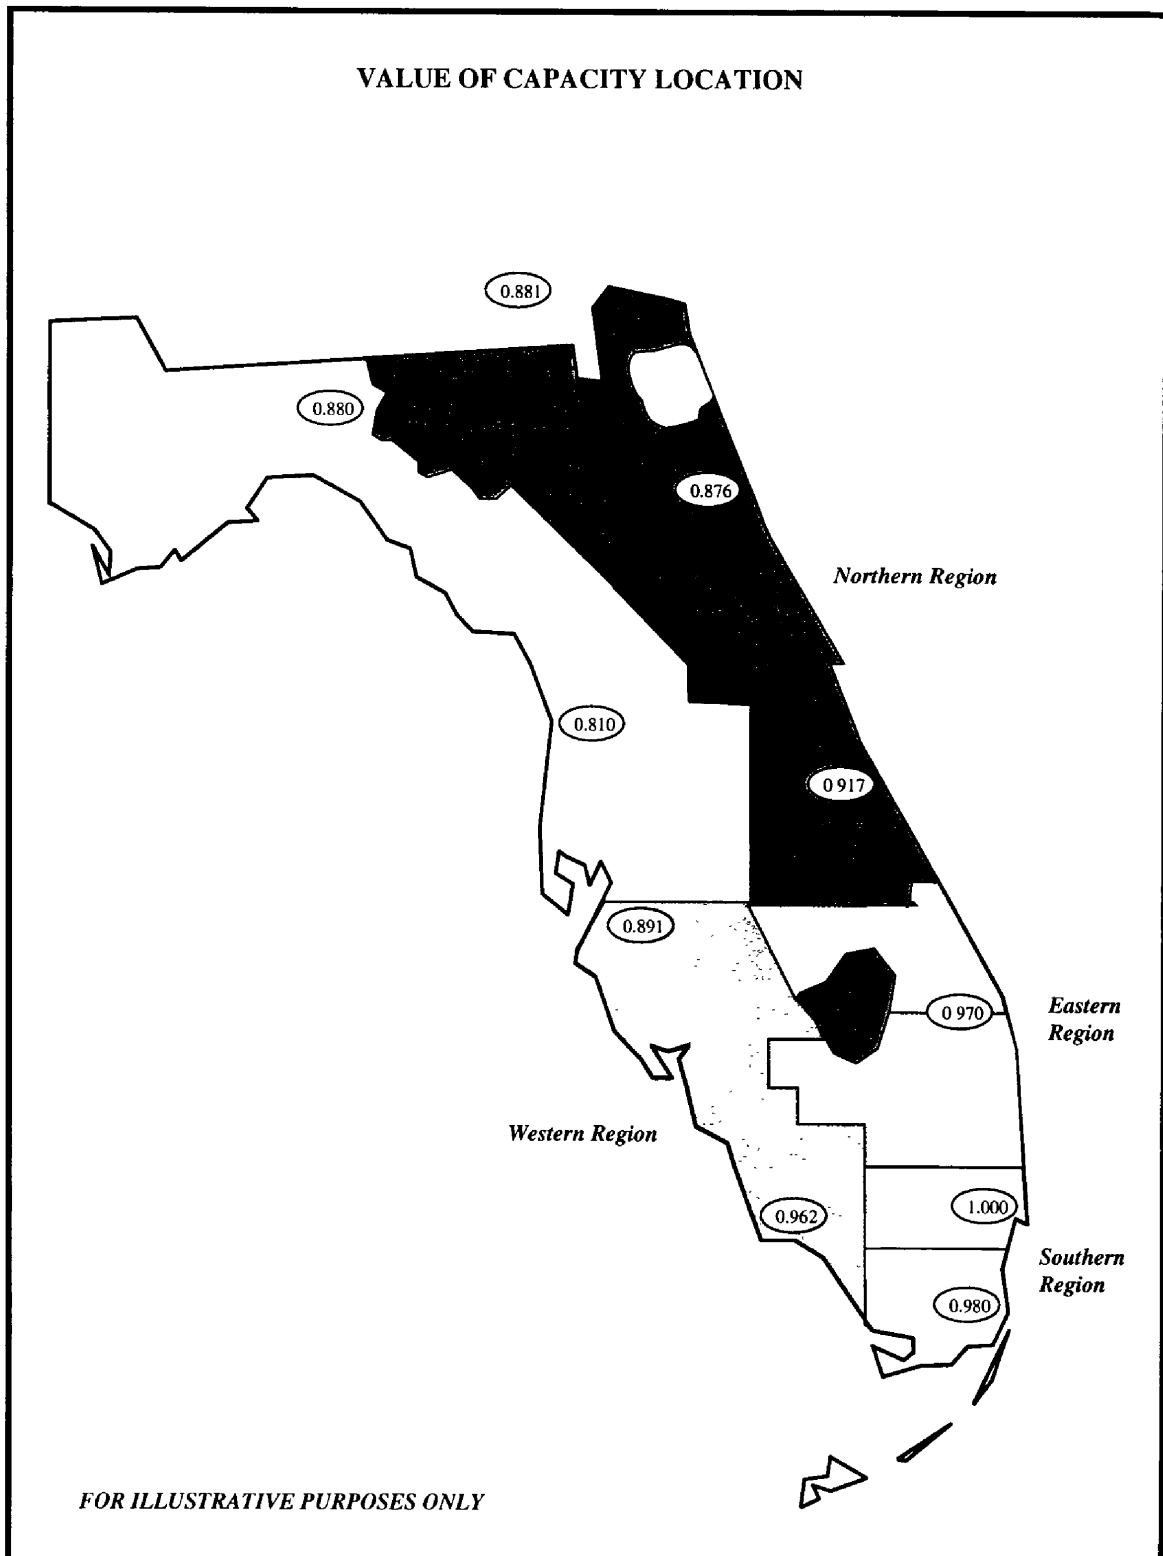 VALUE OF CAPACITY LOCATION
0.881
0.880
0.876
Northern Region
0.810
0 917
0.891
0 970
Eastern
Region
Western Region
0.962
1.000
Southern
Region
0.980
FOR ILLUSTRATIVE PURPOSES ONLY